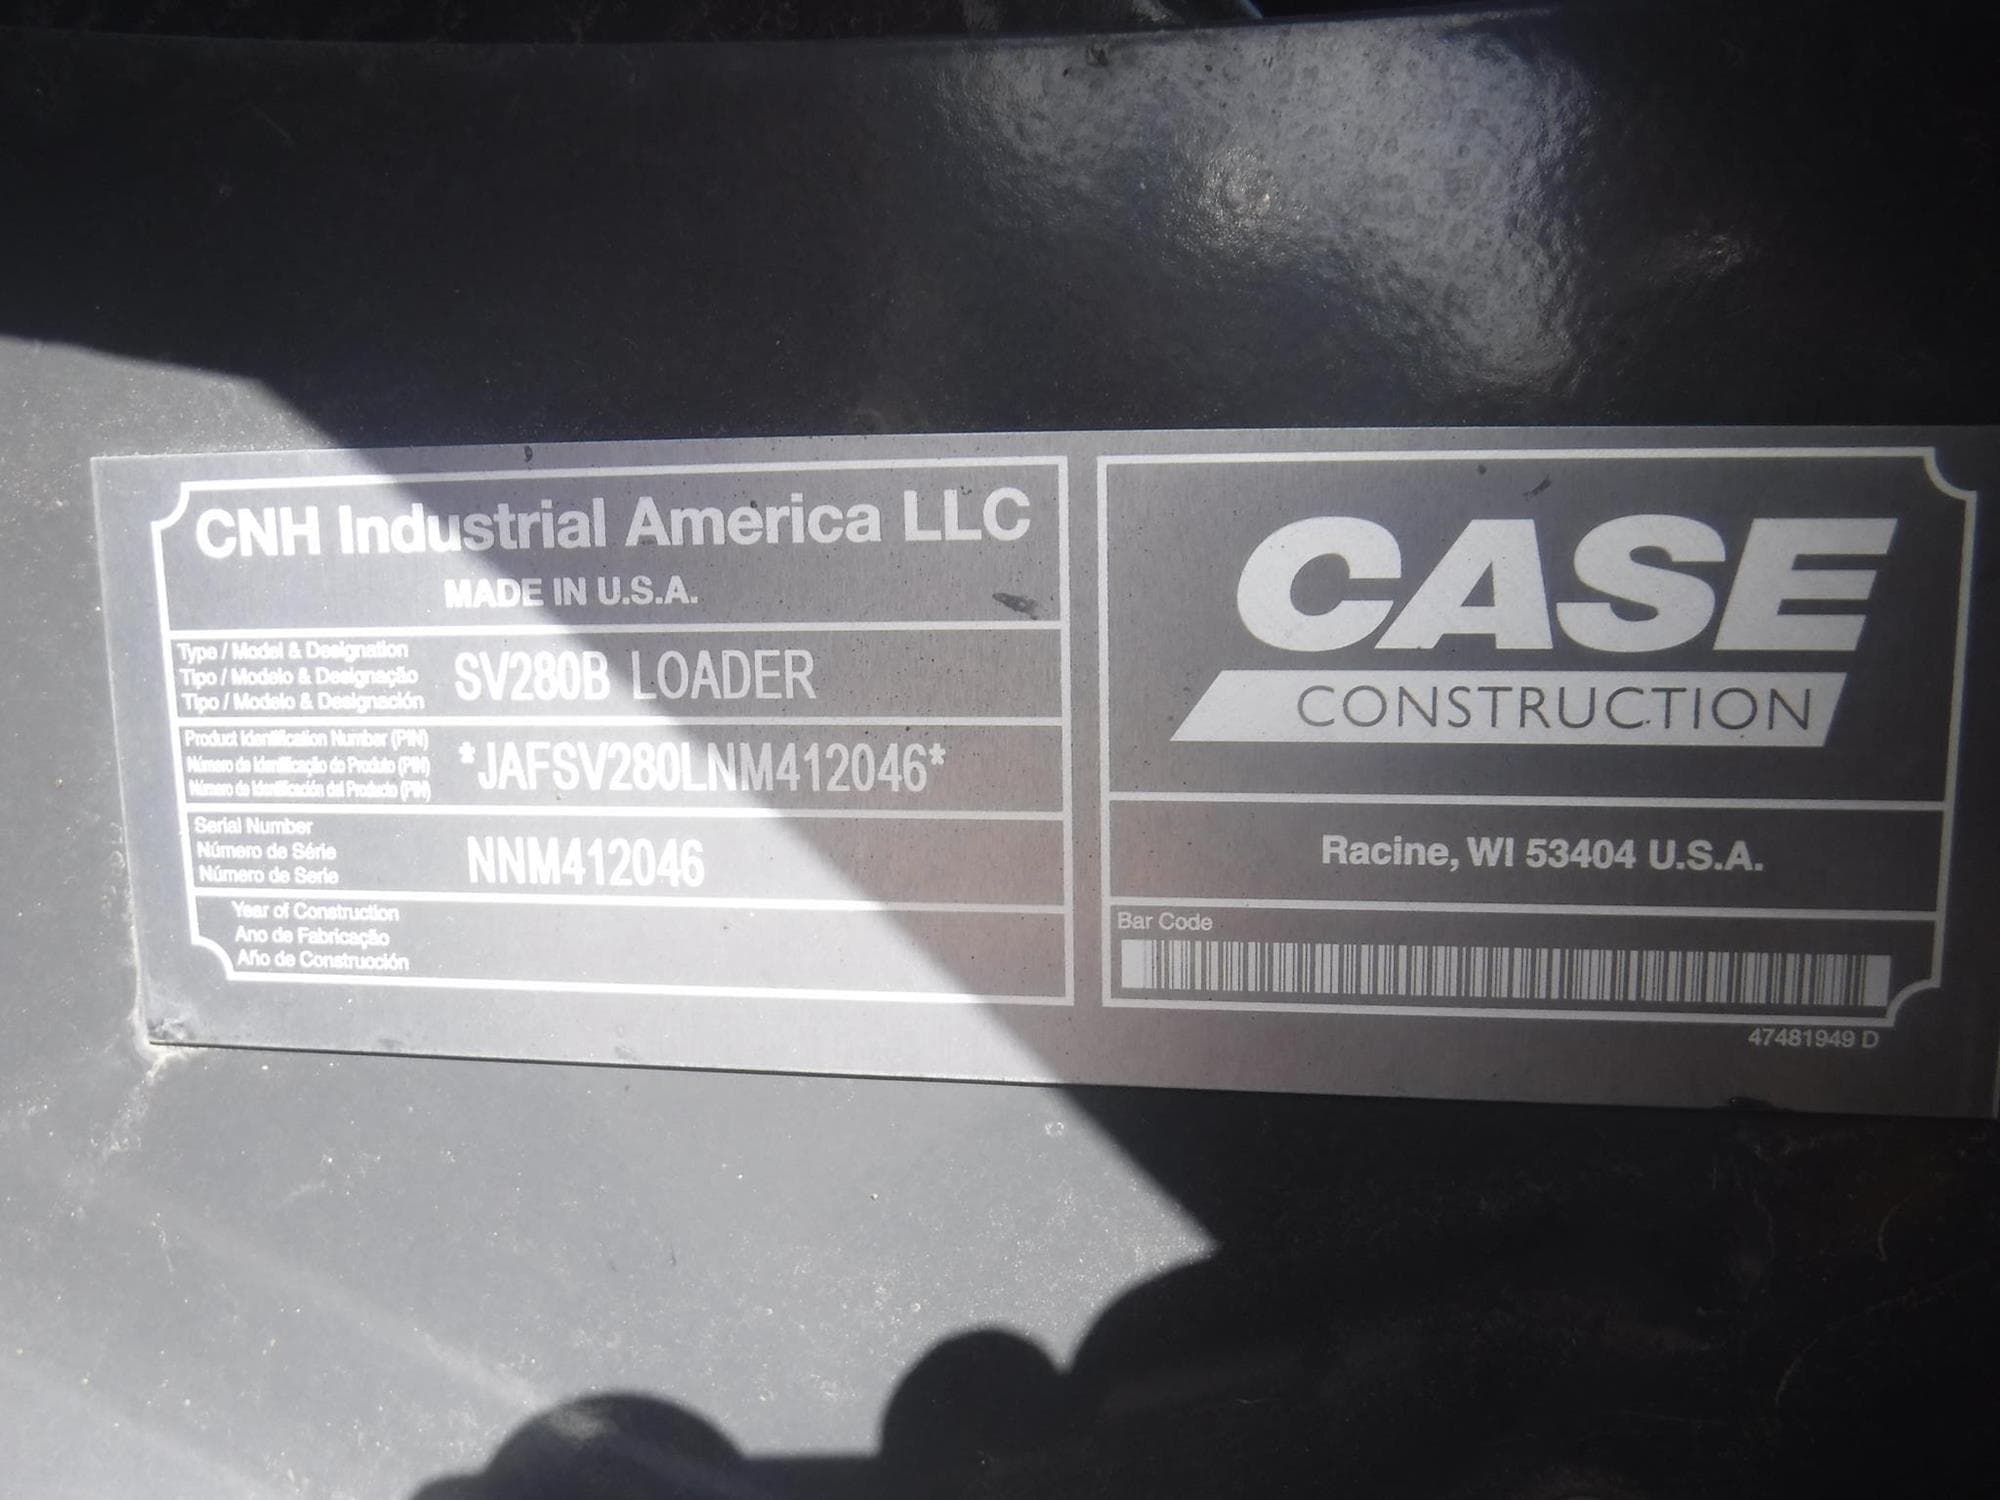 CNH Industrial America LLC
MADE IN U.S.A.
Type / Model & Designation
Tipo / Modelo & Designação
Tipo / Modelo & Designación
SV280B LOADER
Product Identification Number (PIN)
Número de Identificação do Produto (PIN)
Número de Identificación del Producto (PIN)
*JAFSV280LNM412046*
Serial Number
Número de Série
Número de Serie
NNM412046
Year of Construction
Ano de Fabricação
Año de Construcción
CASE
CONSTRUCTION
Racine, WI 53404 U.S.A.
Bar Code
47481949 D